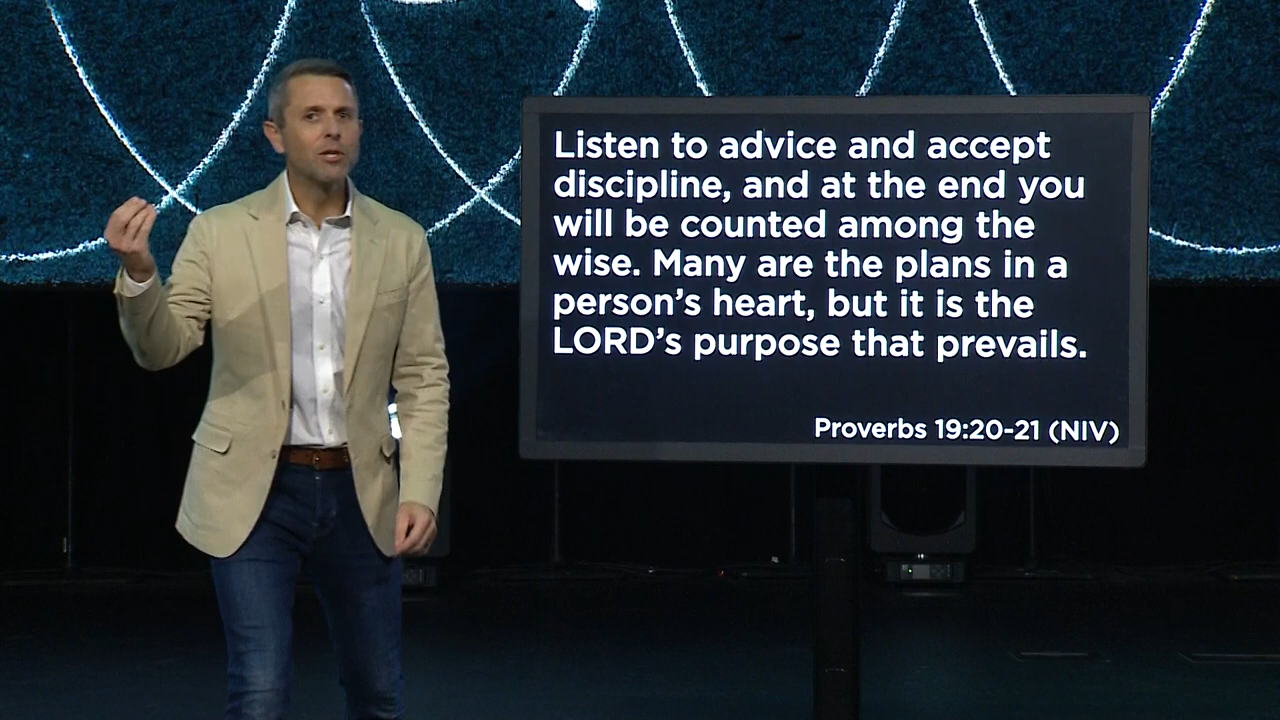 Listen to advice and accept
discipline, and at the end you
will be counted among the
wise. Many are the plans in a
person’s heart, but it is the
LORD’s purpose that prevails.
Proverbs 19:20-21 (NIV)